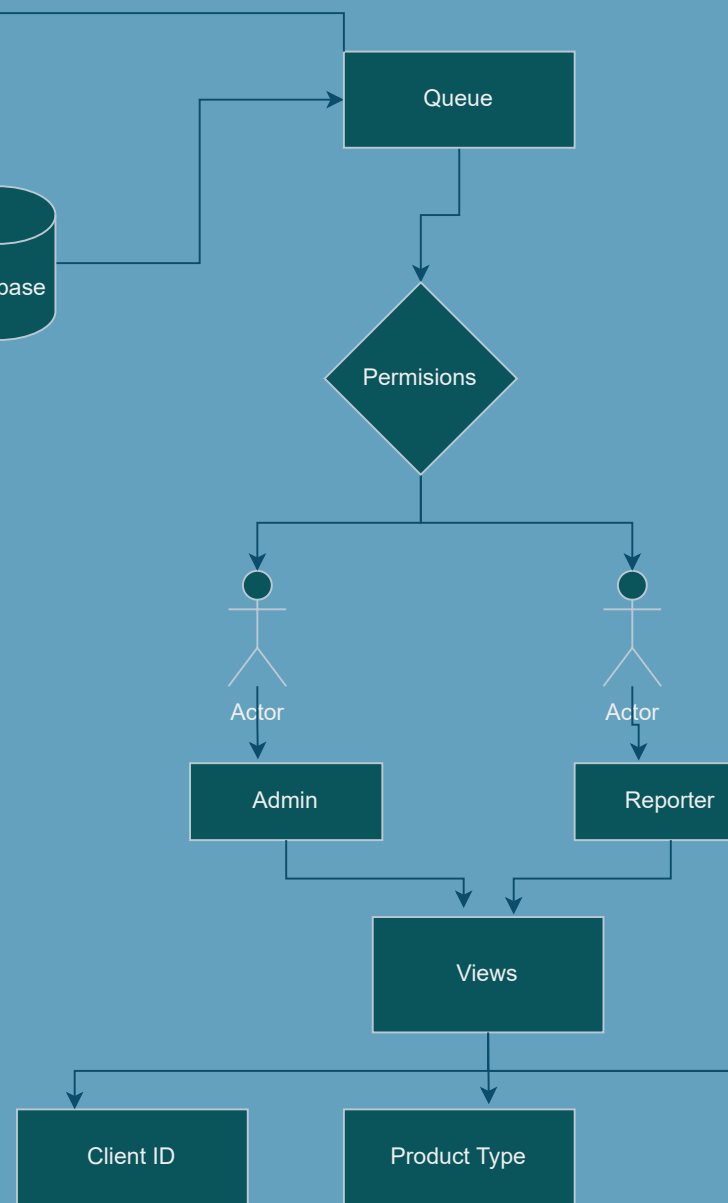 Queue
base
Permisions
Actor
Actor
Admin
Reporter
Views
Client ID
Product Type